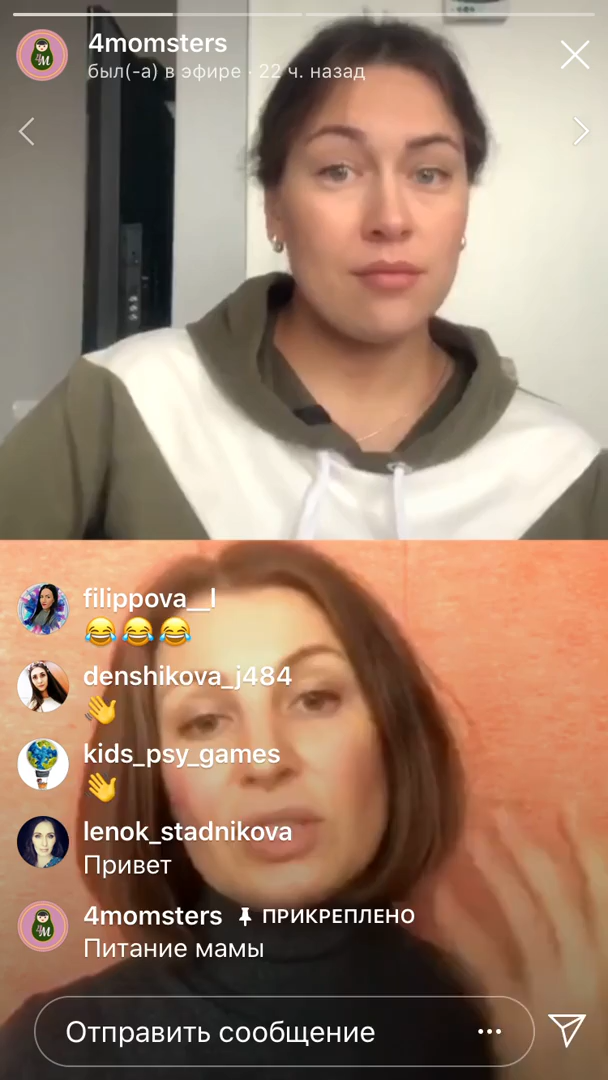 4momsters
был(-а) в эфире · 22 ч. назад
filippova__l
😂😂😂
denshikova_j484
👋
kids_psy_games
👋
lenok_stadnikova
Привет
4momsters ПРИКРЕПЛЕНО
Питание мамы
Отправить сообщение